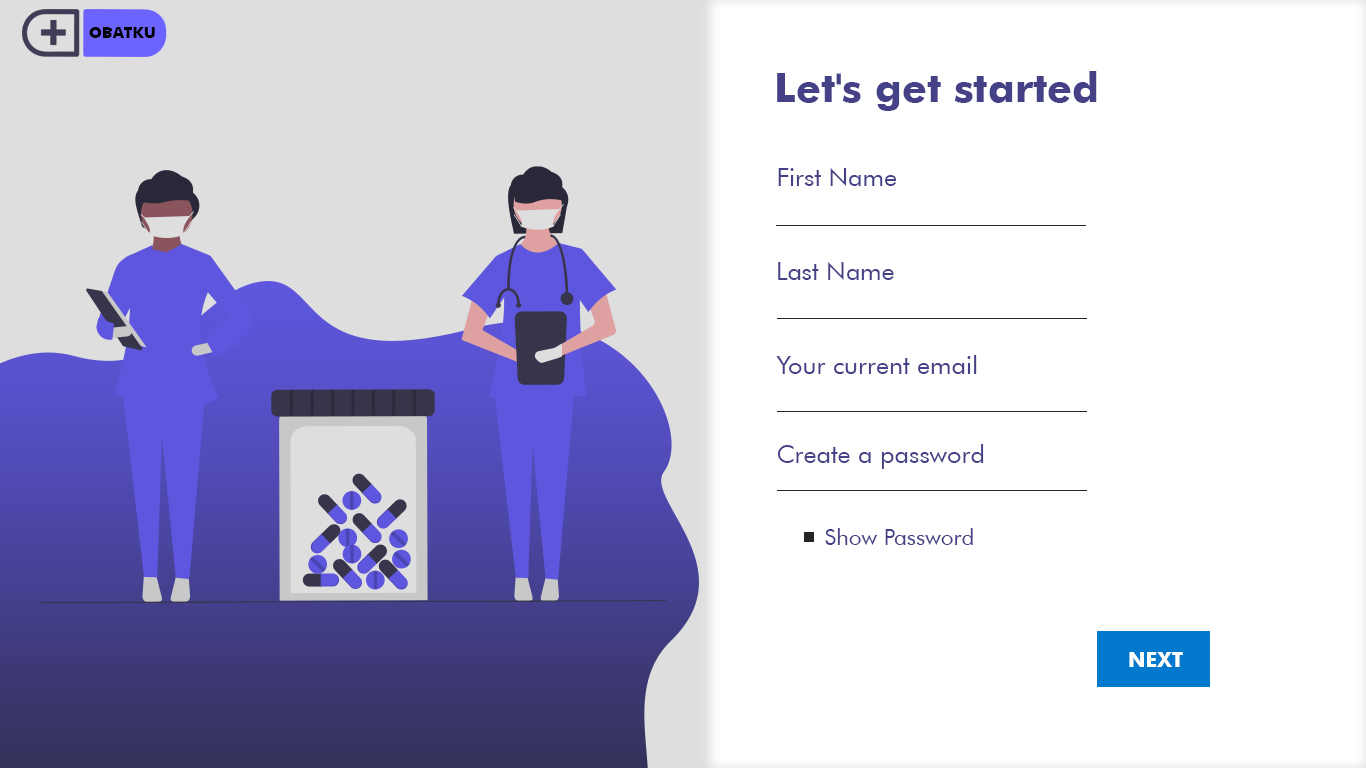 OBATKU
Let's get started
First Name
Last Name
Your current email
Create a password
Show Password
NEXT